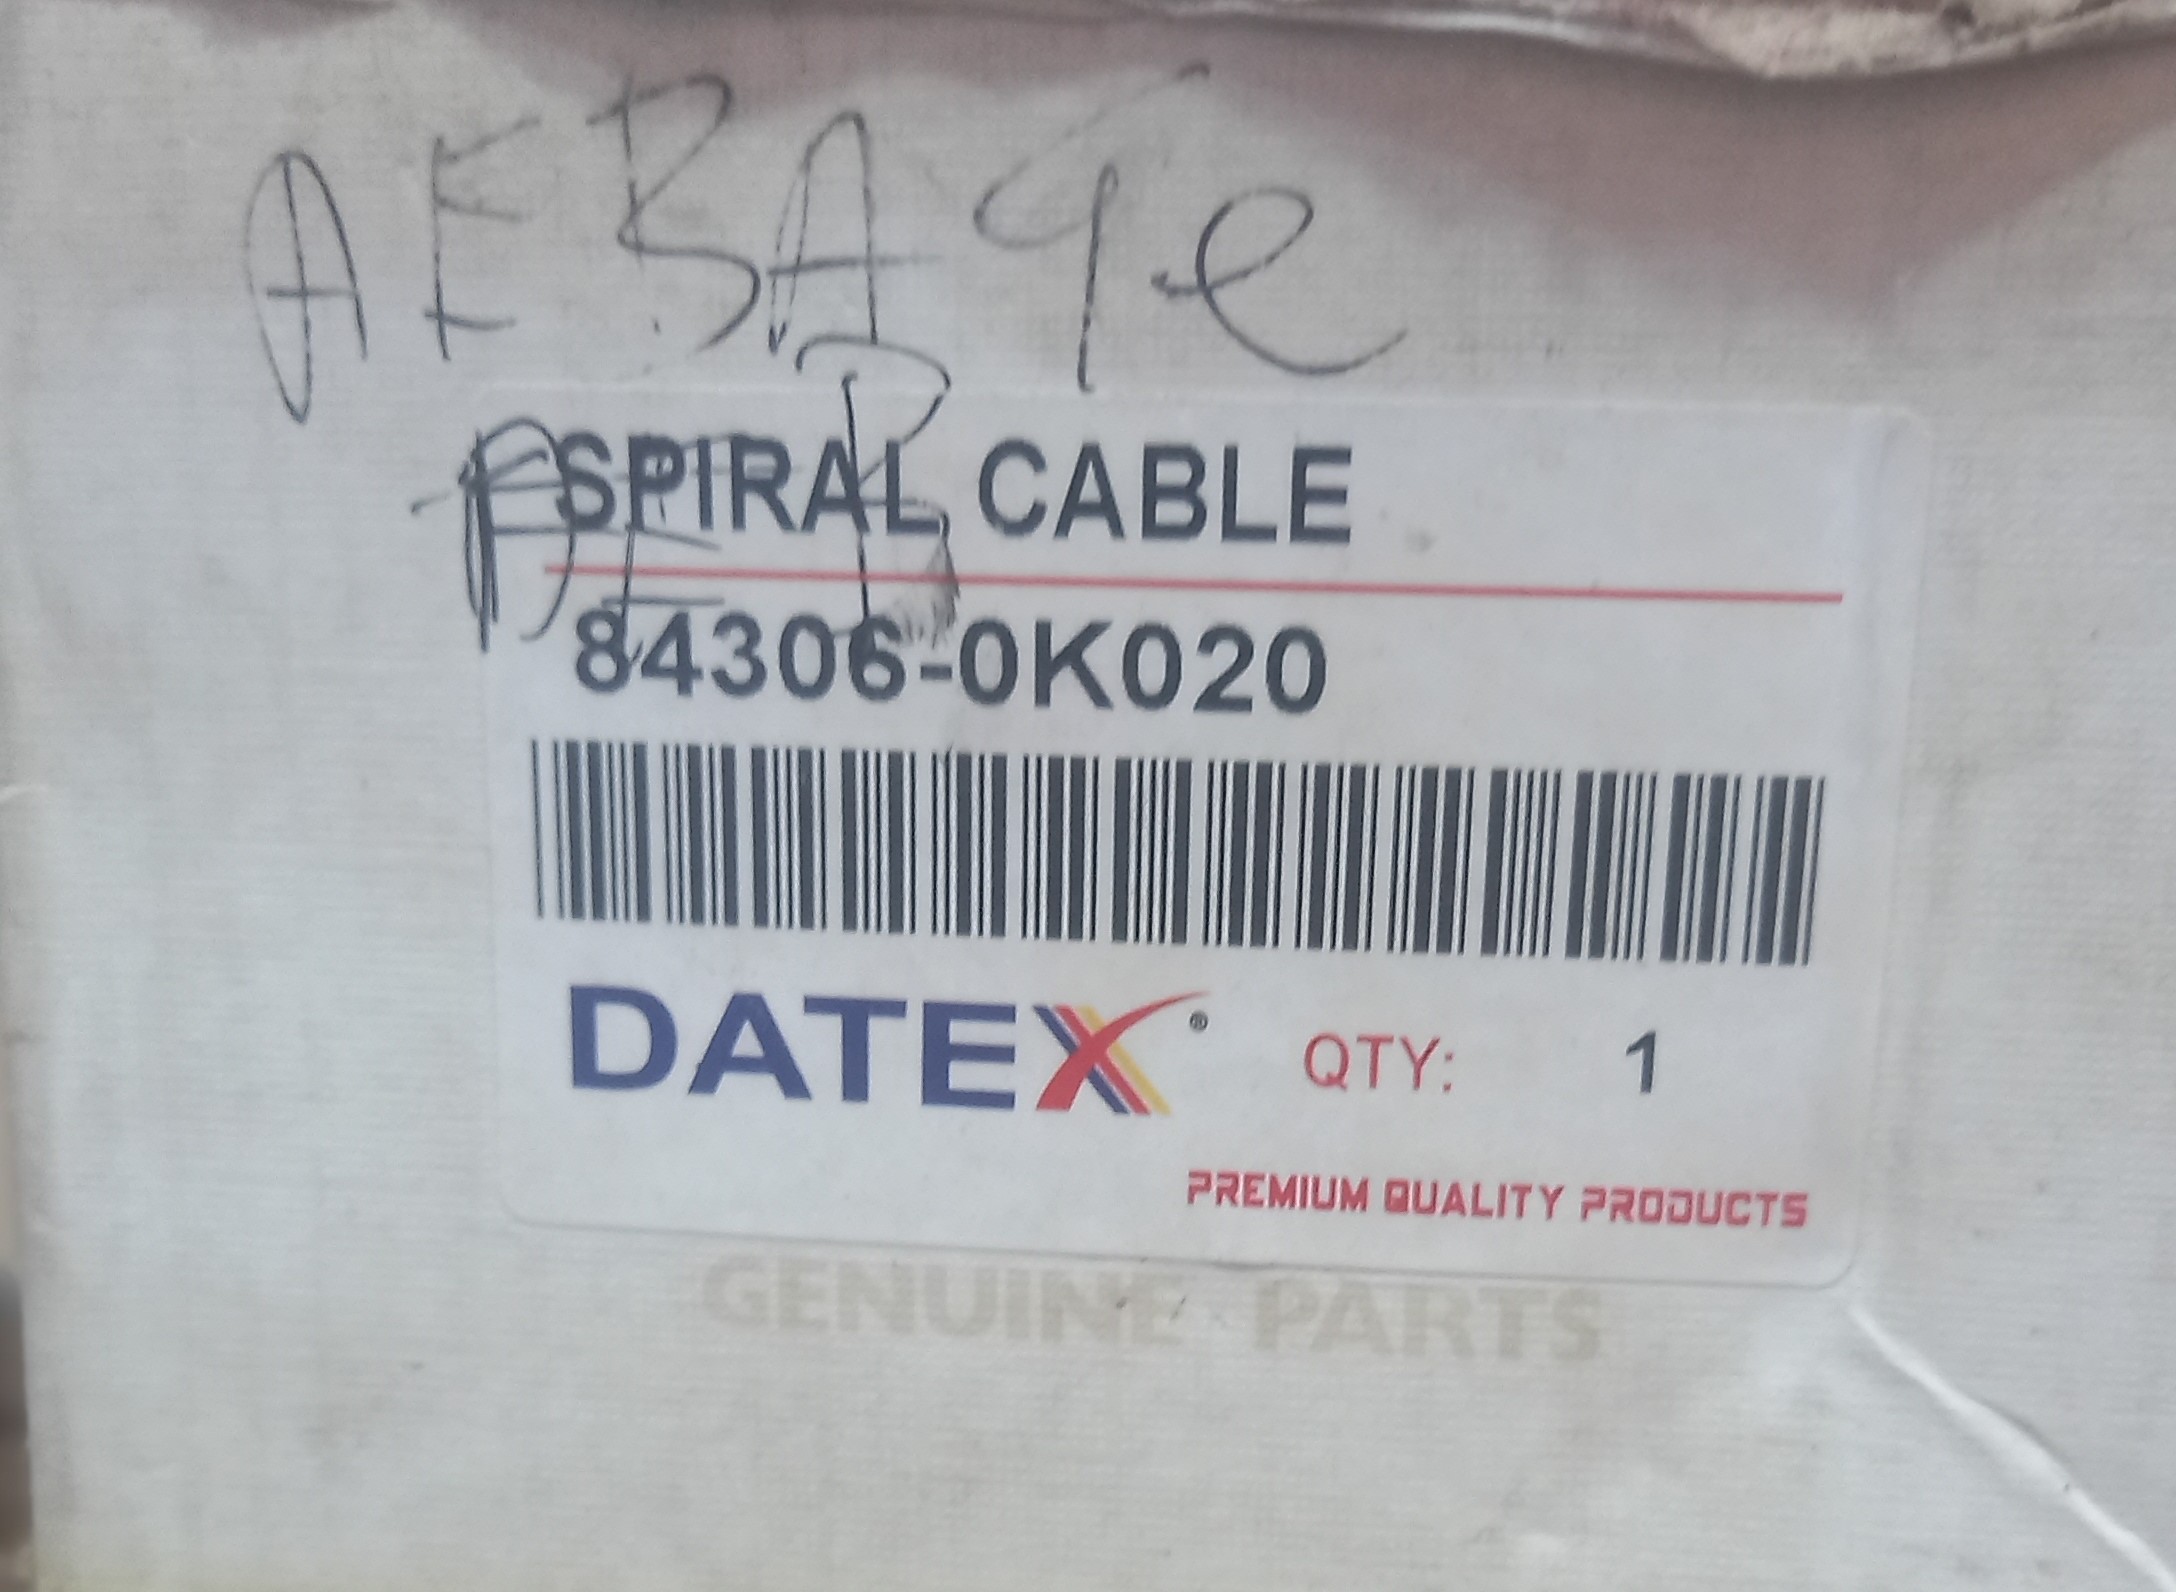 SPIRAL CABLE
84306-0K020
DATEX ®
QTY: 1
PREMIUM QUALITY PRODUCTS
GENUINE PARTS